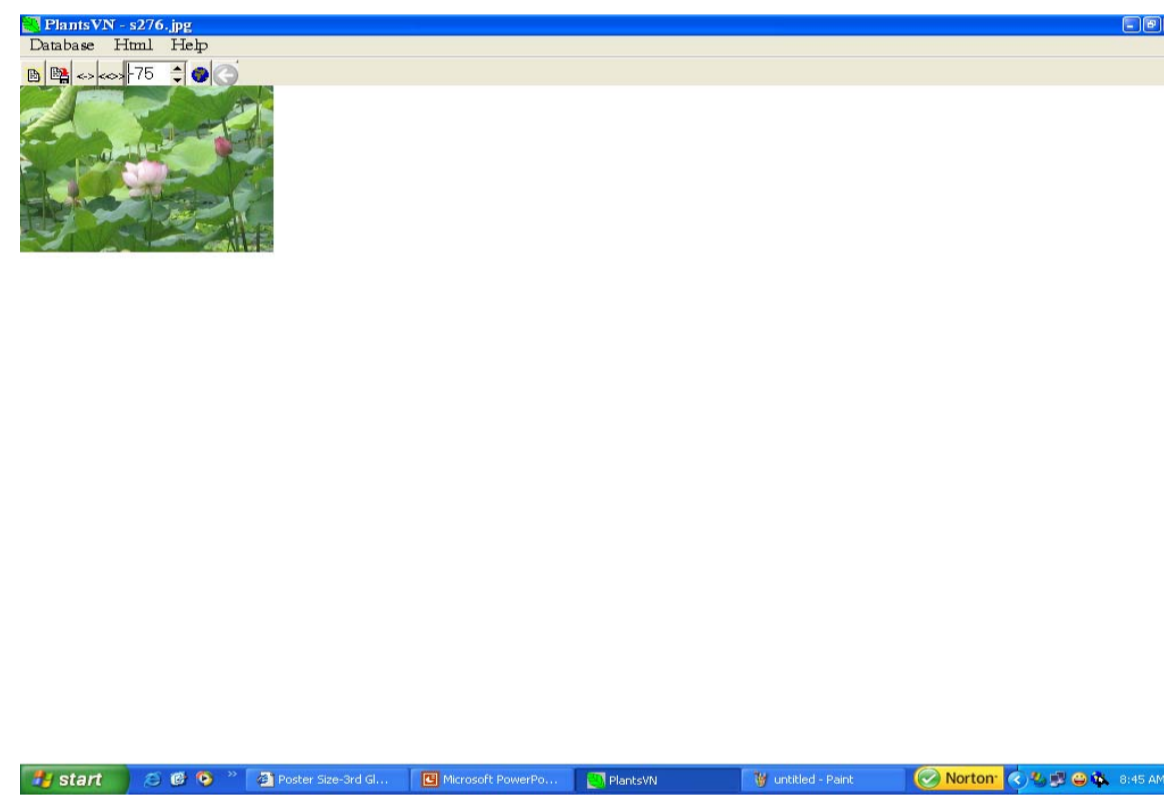 PlantsVN - s276.jpg
Database Html Help
<-> <<>> -75
start Poster Size-3rd Gl... Microsoft PowerPo... PlantsVN untitled - Paint Norton· 8:45 AM